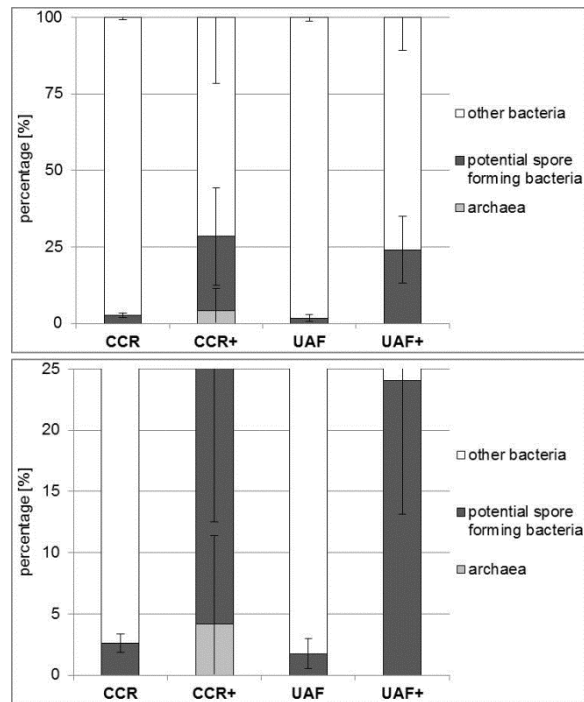 100
75
50
25
0
percentage [%]
CCR
CCR+
UAF
UAF+
other bacteria
potential spore
forming bacteria
archaea
25
20
15
10
5
0
percentage [%]
CCR
CCR+
UAF
UAF+
other bacteria
potential spore
forming bacteria
archaea